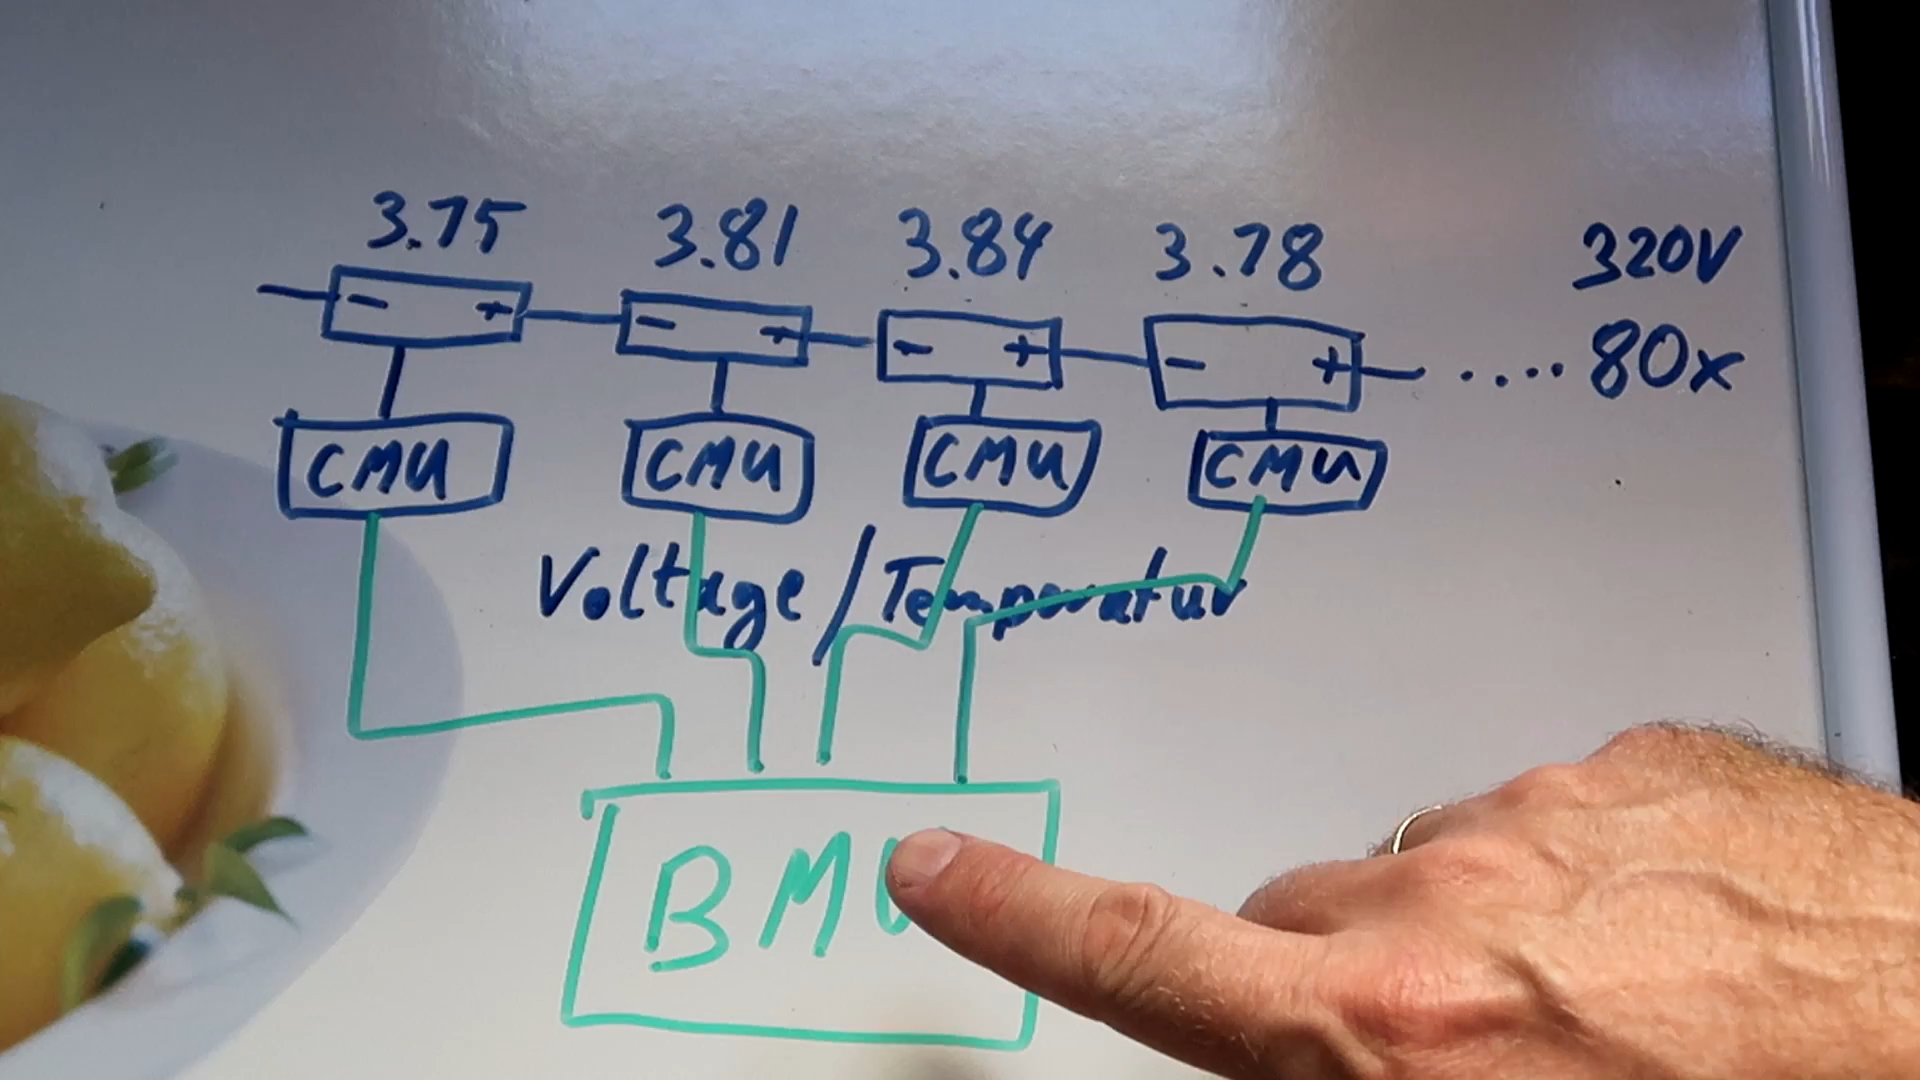 3.75 3.81 3.84 3.78 320V
- + - + - + - + .... 80x
CMU CMU CMU CMU
Voltage / Temperatur
BMU